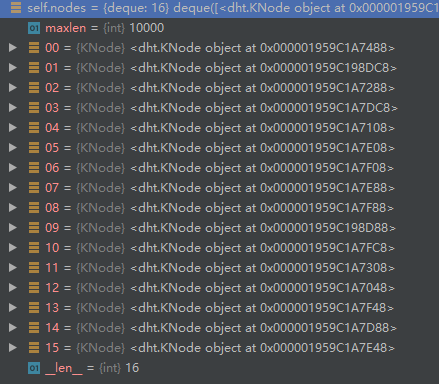 self.nodes = {deque: 16} deque([<dht.KNode object at 0x000001959C1
maxlen = {int} 10000
00 = {KNode} <dht.KNode object at 0x000001959C1A7488>
01 = {KNode} <dht.KNode object at 0x000001959C198DC8>
02 = {KNode} <dht.KNode object at 0x000001959C1A7288>
03 = {KNode} <dht.KNode object at 0x000001959C1A7DC8>
04 = {KNode} <dht.KNode object at 0x000001959C1A7108>
05 = {KNode} <dht.KNode object at 0x000001959C1A7E08>
06 = {KNode} <dht.KNode object at 0x000001959C1A7F08>
07 = {KNode} <dht.KNode object at 0x000001959C1A7E88>
08 = {KNode} <dht.KNode object at 0x000001959C1A7F88>
09 = {KNode} <dht.KNode object at 0x000001959C198D88>
10 = {KNode} <dht.KNode object at 0x000001959C1A7FC8>
11 = {KNode} <dht.KNode object at 0x000001959C1A7308>
12 = {KNode} <dht.KNode object at 0x000001959C1A7048>
13 = {KNode} <dht.KNode object at 0x000001959C1A7F48>
14 = {KNode} <dht.KNode object at 0x000001959C1A7D88>
15 = {KNode} <dht.KNode object at 0x000001959C1A7E48>
__len__ = {int} 16